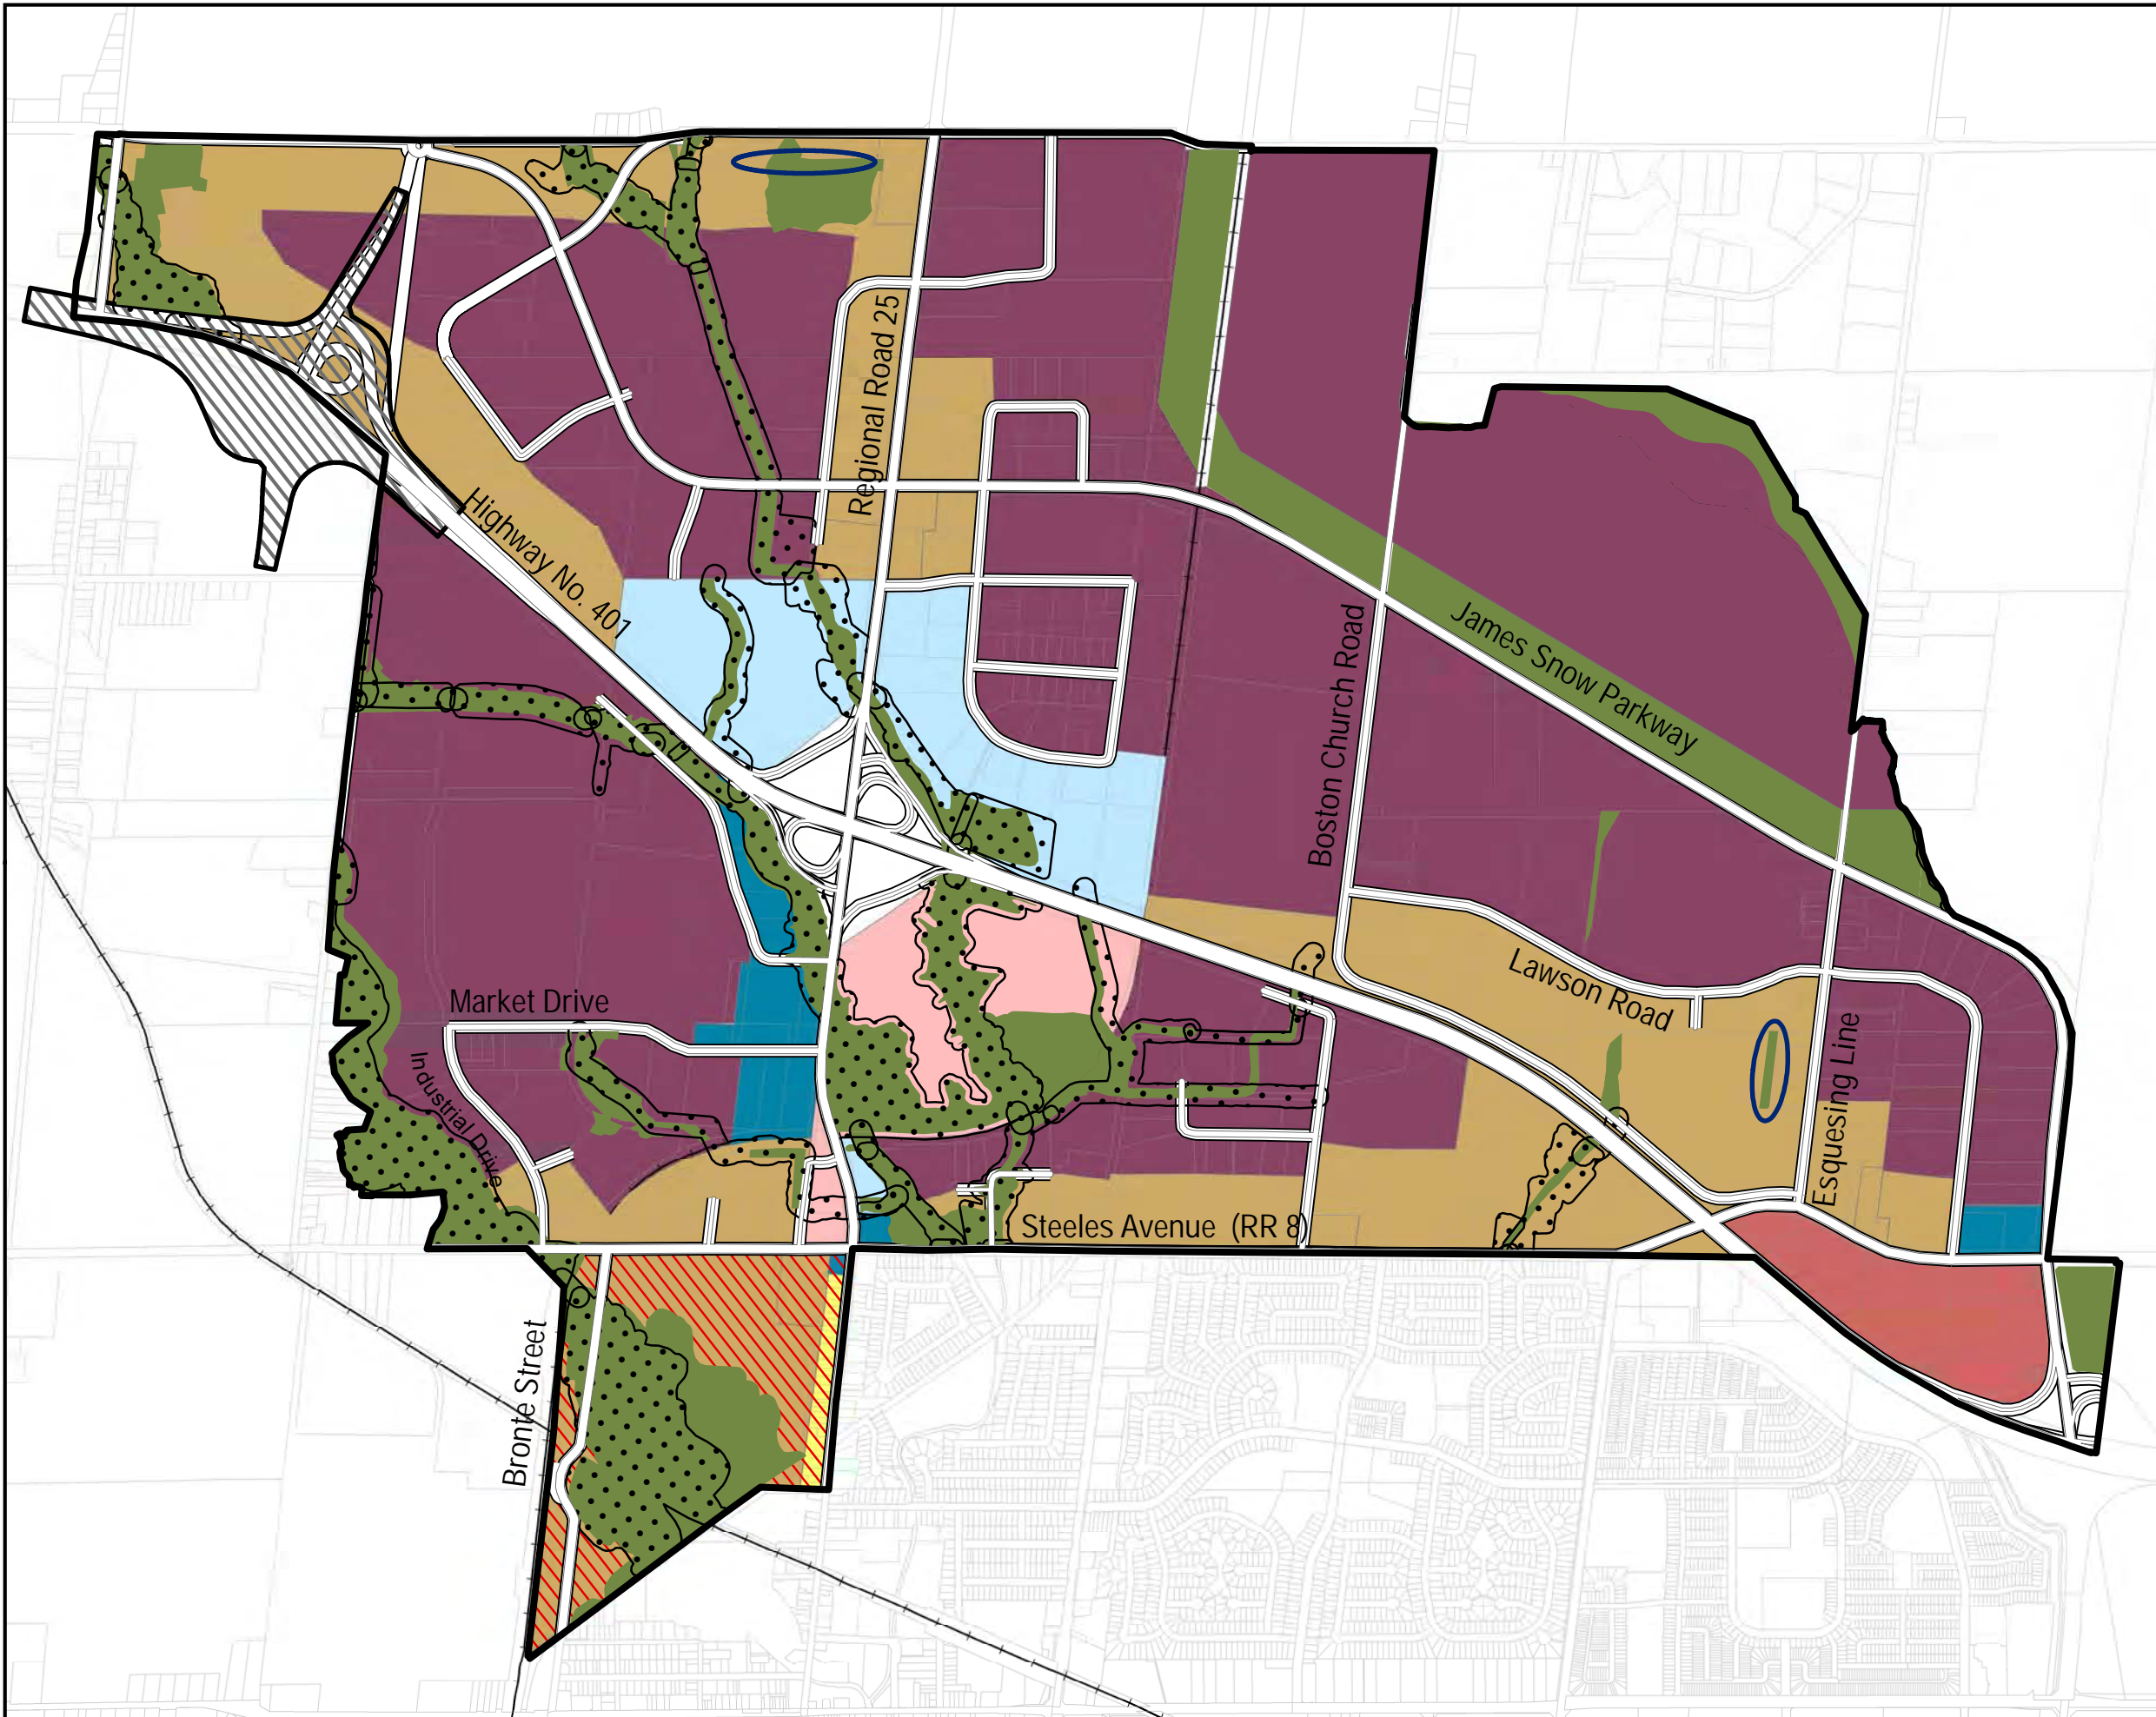 Regional Road 25
Highway No. 401
James Snow Parkway
Boston Church Road
Lawson Road
Market Drive
Industrial Drive
Esquesing Line
Steeles Avenue (RR 8)
Bronte Street